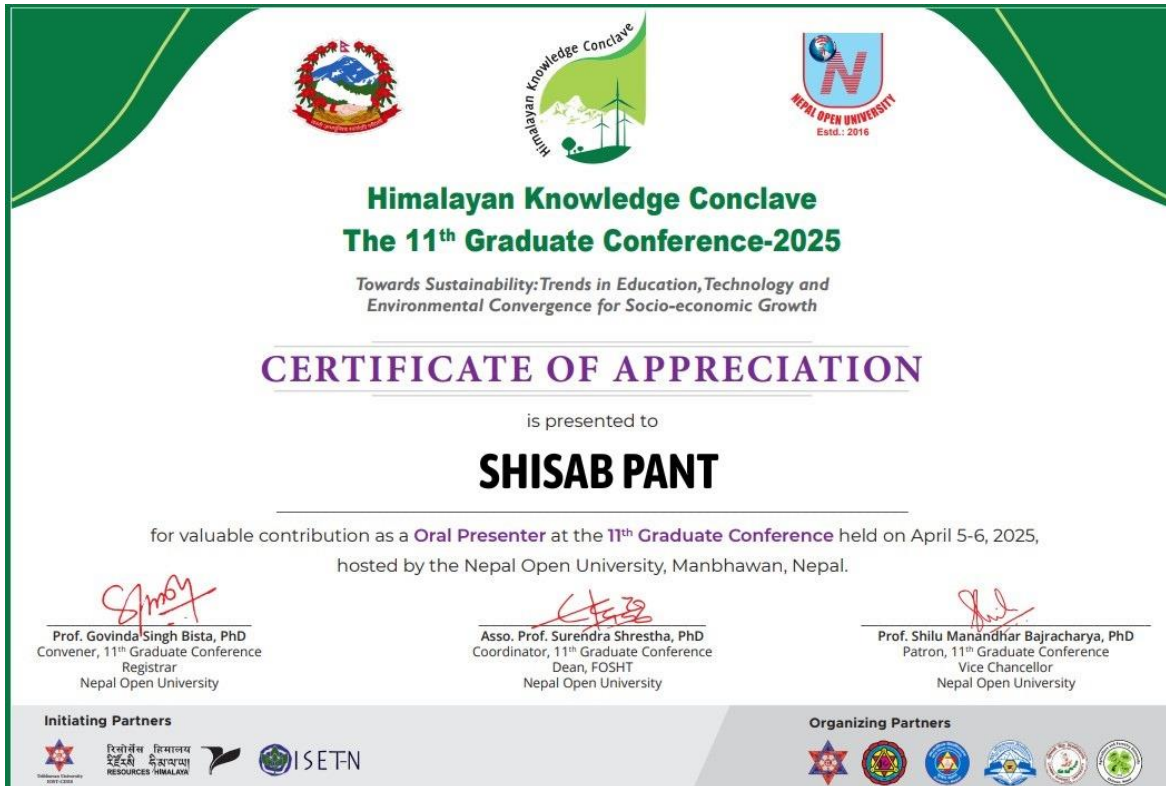 Himalayan Knowledge Conclave
NEPAL OPEN UNIVERSITY
Estd.: 2016
Himalayan Knowledge Conclave
The 11th Graduate Conference-2025
Towards Sustainability: Trends in Education, Technology and
Environmental Convergence for Socio-economic Growth
CERTIFICATE OF APPRECIATION
is presented to
SHISAB PANT
for valuable contribution as a Oral Presenter at the 11th Graduate Conference held on April 5-6, 2025,
hosted by the Nepal Open University, Manbhawan, Nepal.
Prof. Govinda Singh Bista, PhD
Convener, 11th Graduate Conference
Registrar
Nepal Open University
Asso. Prof. Surendra Shrestha, PhD
Coordinator, 11th Graduate Conference
Dean, FOSHT
Nepal Open University
Prof. Shilu Manandhar Bajracharya, PhD
Patron, 11th Graduate Conference
Vice Chancellor
Nepal Open University
Initiating Partners
Tribhuvan University
रिसोर्सेस हिमालय
RESOURCES HIMALAYA
ISET-N
Organizing Partners